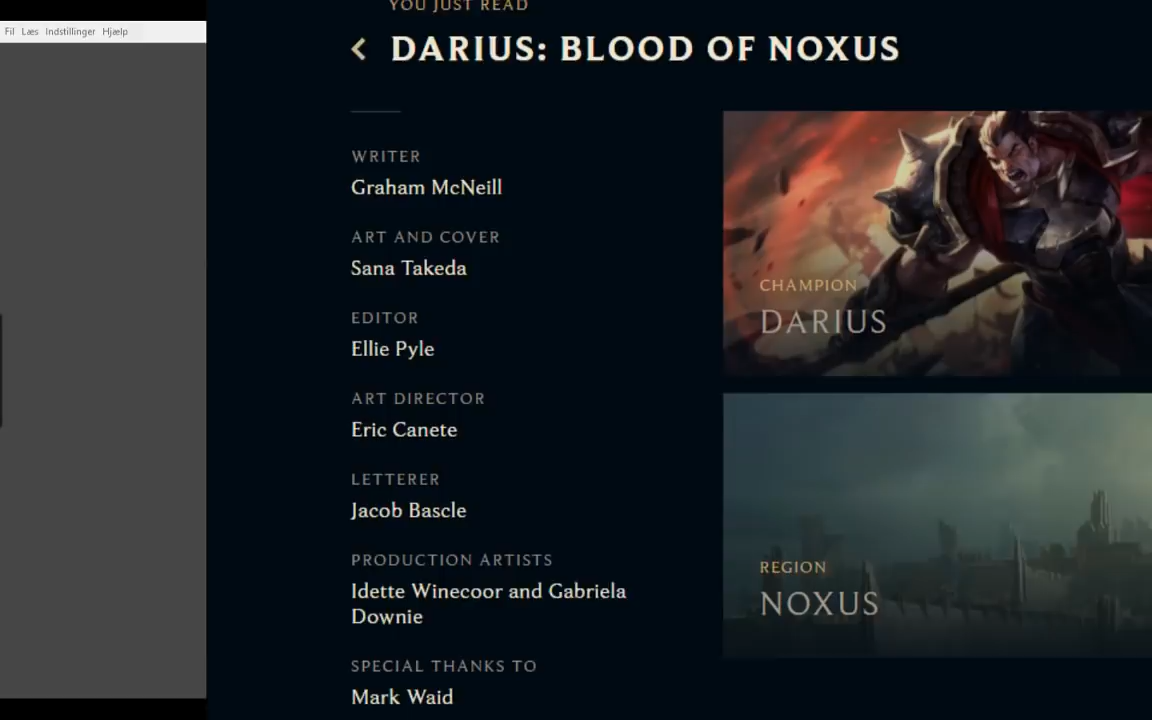 Fil Læs Indstillinger Hjælp
YOU JUST READ
DARIUS: BLOOD OF NOXUS
WRITER
Graham McNeill
ART AND COVER
Sana Takeda
EDITOR
Ellie Pyle
ART DIRECTOR
Eric Canete
LETTERER
Jacob Bascle
PRODUCTION ARTISTS
Idette Winecoor and Gabriela
Downie
SPECIAL THANKS TO
Mark Waid
CHAMPION
DARIUS
REGION
NOXUS